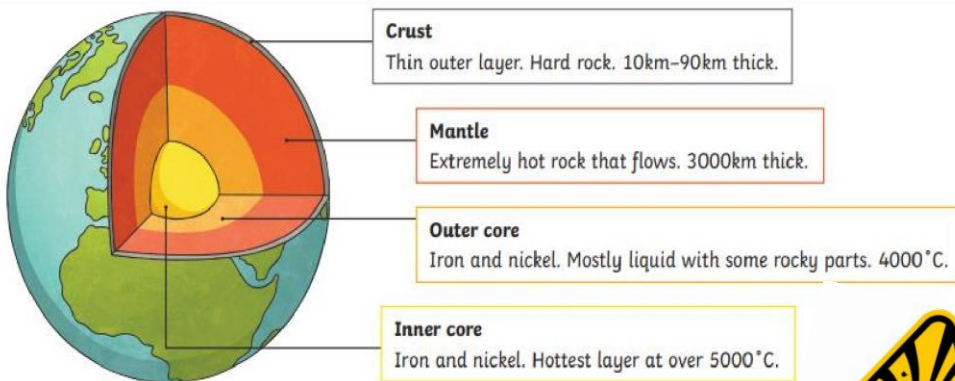 Crust
Thin outer layer. Hard rock. 10km–90km thick.
Mantle
Extremely hot rock that flows. 3000km thick.
Outer core
Iron and nickel. Mostly liquid with some rocky parts. 4000°C.
Inner core
Iron and nickel. Hottest layer at over 5000°C.